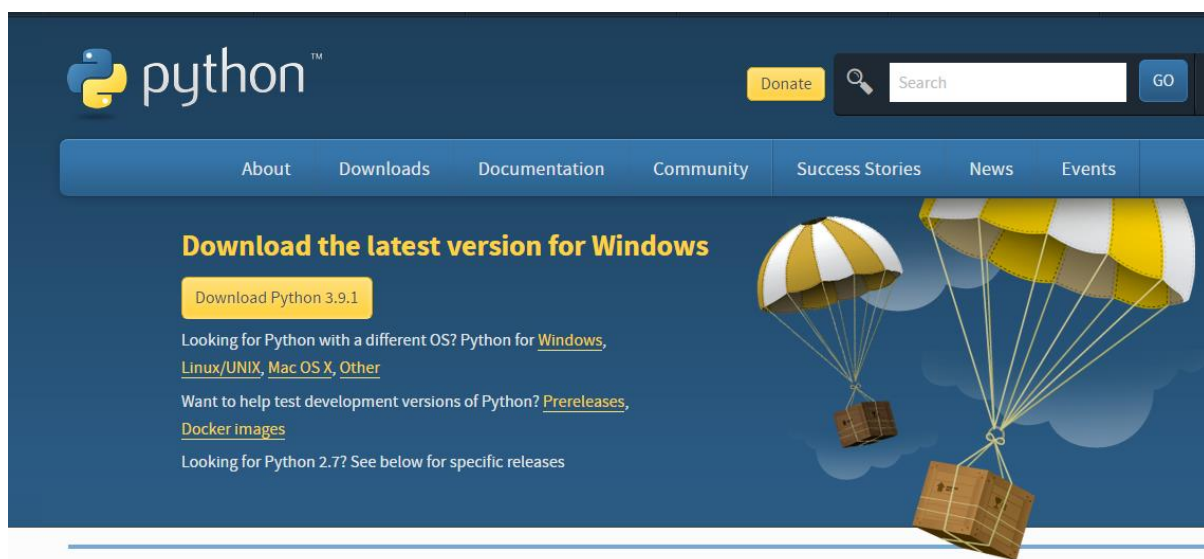 python™
Donate
Search
GO
About Downloads Documentation Community Success Stories News Events
Download the latest version for Windows
Download Python 3.9.1
Looking for Python with a different OS? Python for Windows,
Linux/UNIX, Mac OS X, Other
Want to help test development versions of Python? Prereleases,
Docker images
Looking for Python 2.7? See below for specific releases